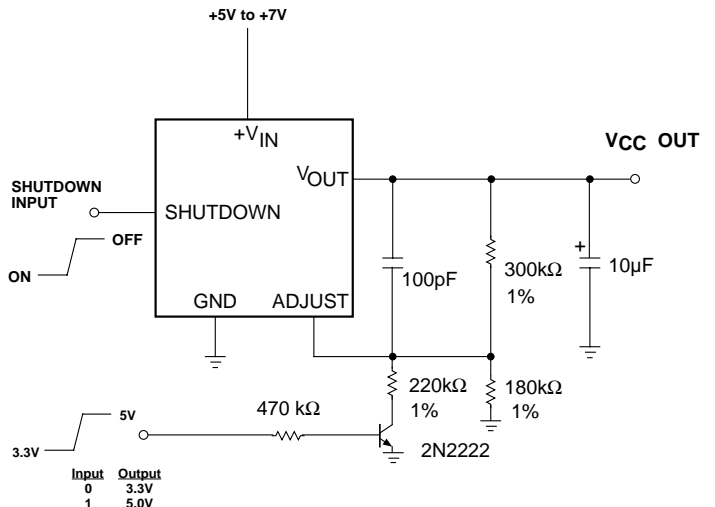 +5V to +7V
+VIN
VCC OUT
VOUT
SHUTDOWN
INPUT
SHUTDOWN
OFF
ON
100pF
300kΩ
1%
+
10µF
GND
ADJUST
220kΩ
1%
180kΩ
1%
470 kΩ
5V
3.3V
2N2222
Input Output
0 3.3V
1 5.0V